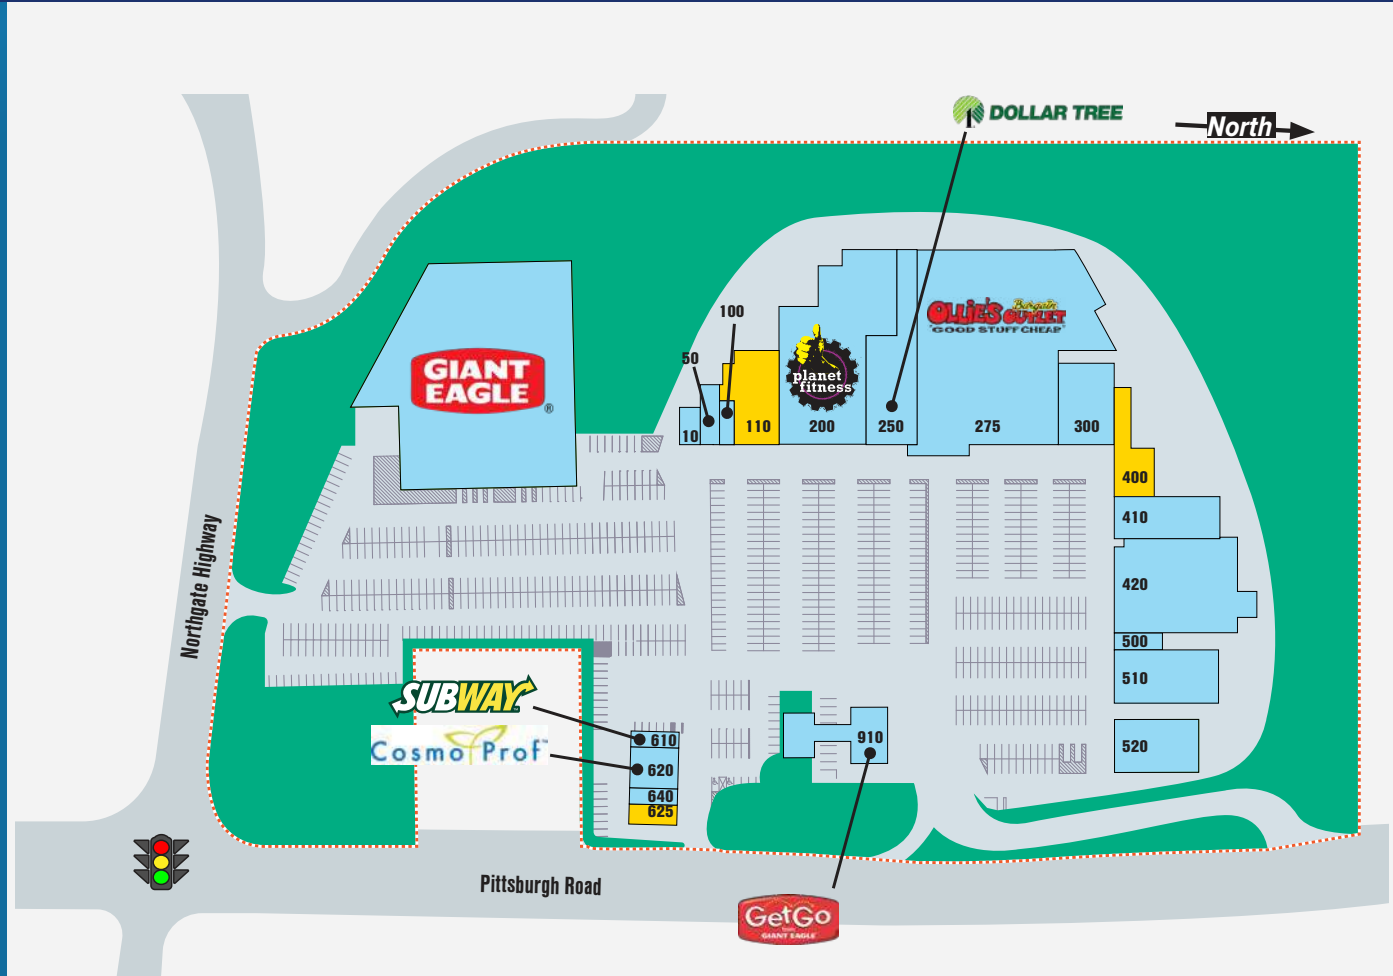 DOLLAR TREE
North
100
50
OLLIE'S
Bargain
OUTLET
"GOOD STUFF CHEAP"
GIANT
EAGLE
®
planet
fitness
10
110
200
250
275
300
400
410
420
500
510
520
Northgate Highway
SUBWAY
CosmoProf™
610
620
640
625
910
Pittsburgh Road
GetGo
from
GIANT EAGLE